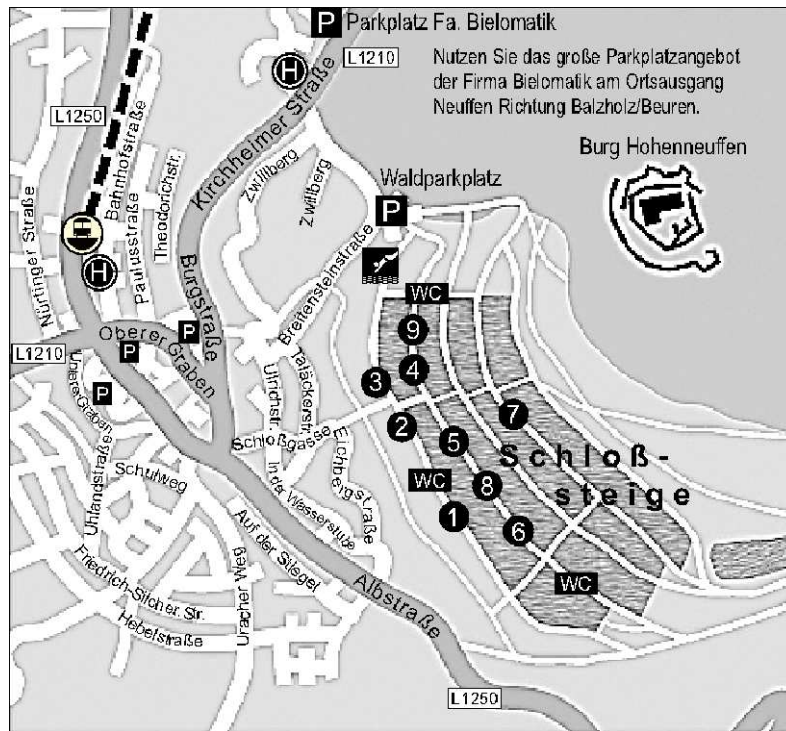 P Parkplatz Fa. Bielomatik
H
L1210
Nutzen Sie das große Parkplatzangebot
der Firma Bielomatik am Ortsausgang
Neuffen Richtung Balzholz/Beuren.
L1250
Burg Hohenneuffen
Kirchheimer Straße
Bahnhofstraße
Paulusstraße
Theodorichstr.
Zwillberg
Zwillberg
Waldparkplatz
P
Nürtinger Straße
H
Burgstraße
Breitensteinstraße
WC
Oberer Graben
P
P
9
L1210
3
4
Unterer Graben
P
Ulrichstr.
Taläckerstr.
7
2
Schloßgasse
5
Schloß-
steige
Eichbergstraße
Schulweg
Uhlandstraße
In der Wasserstube
WC
8
1
6
Auf der Stiegel
Friedrich-Silcher. Str.
Uracher Weg
Albstraße
WC
Hebelstraße
L1250